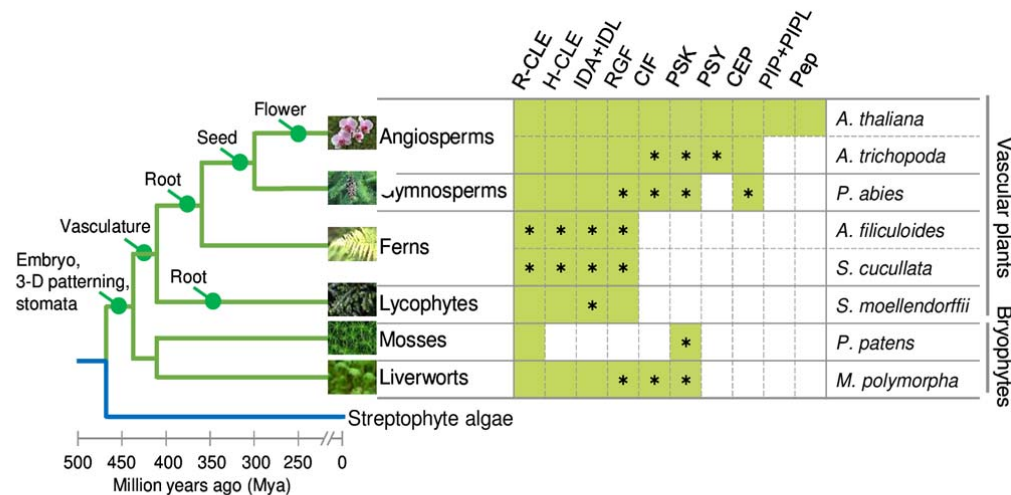 R-CLE H-CLE IDA+IDL RGF CIF PSK PSY CEP PIP+PIPL Pep
Flower
Angiosperms
A. thaliana
Seed
* * *
A. trichopoda
Root
ymnosperms
* * * *
P. abies
Vasculature
Ferns
* * * *
A. filiculoides
Embryo,
3-D patterning,
stomata
Root
* * * *
S. cucullata
Lycophytes
*
S. moellendorffii
Vascular plants
Mosses
*
P. patens
Liverworts
* * *
M. polymorpha
Bryophytes
Streptophyte algae
500 450 400 350 300 250 0
Million years ago (Mya)